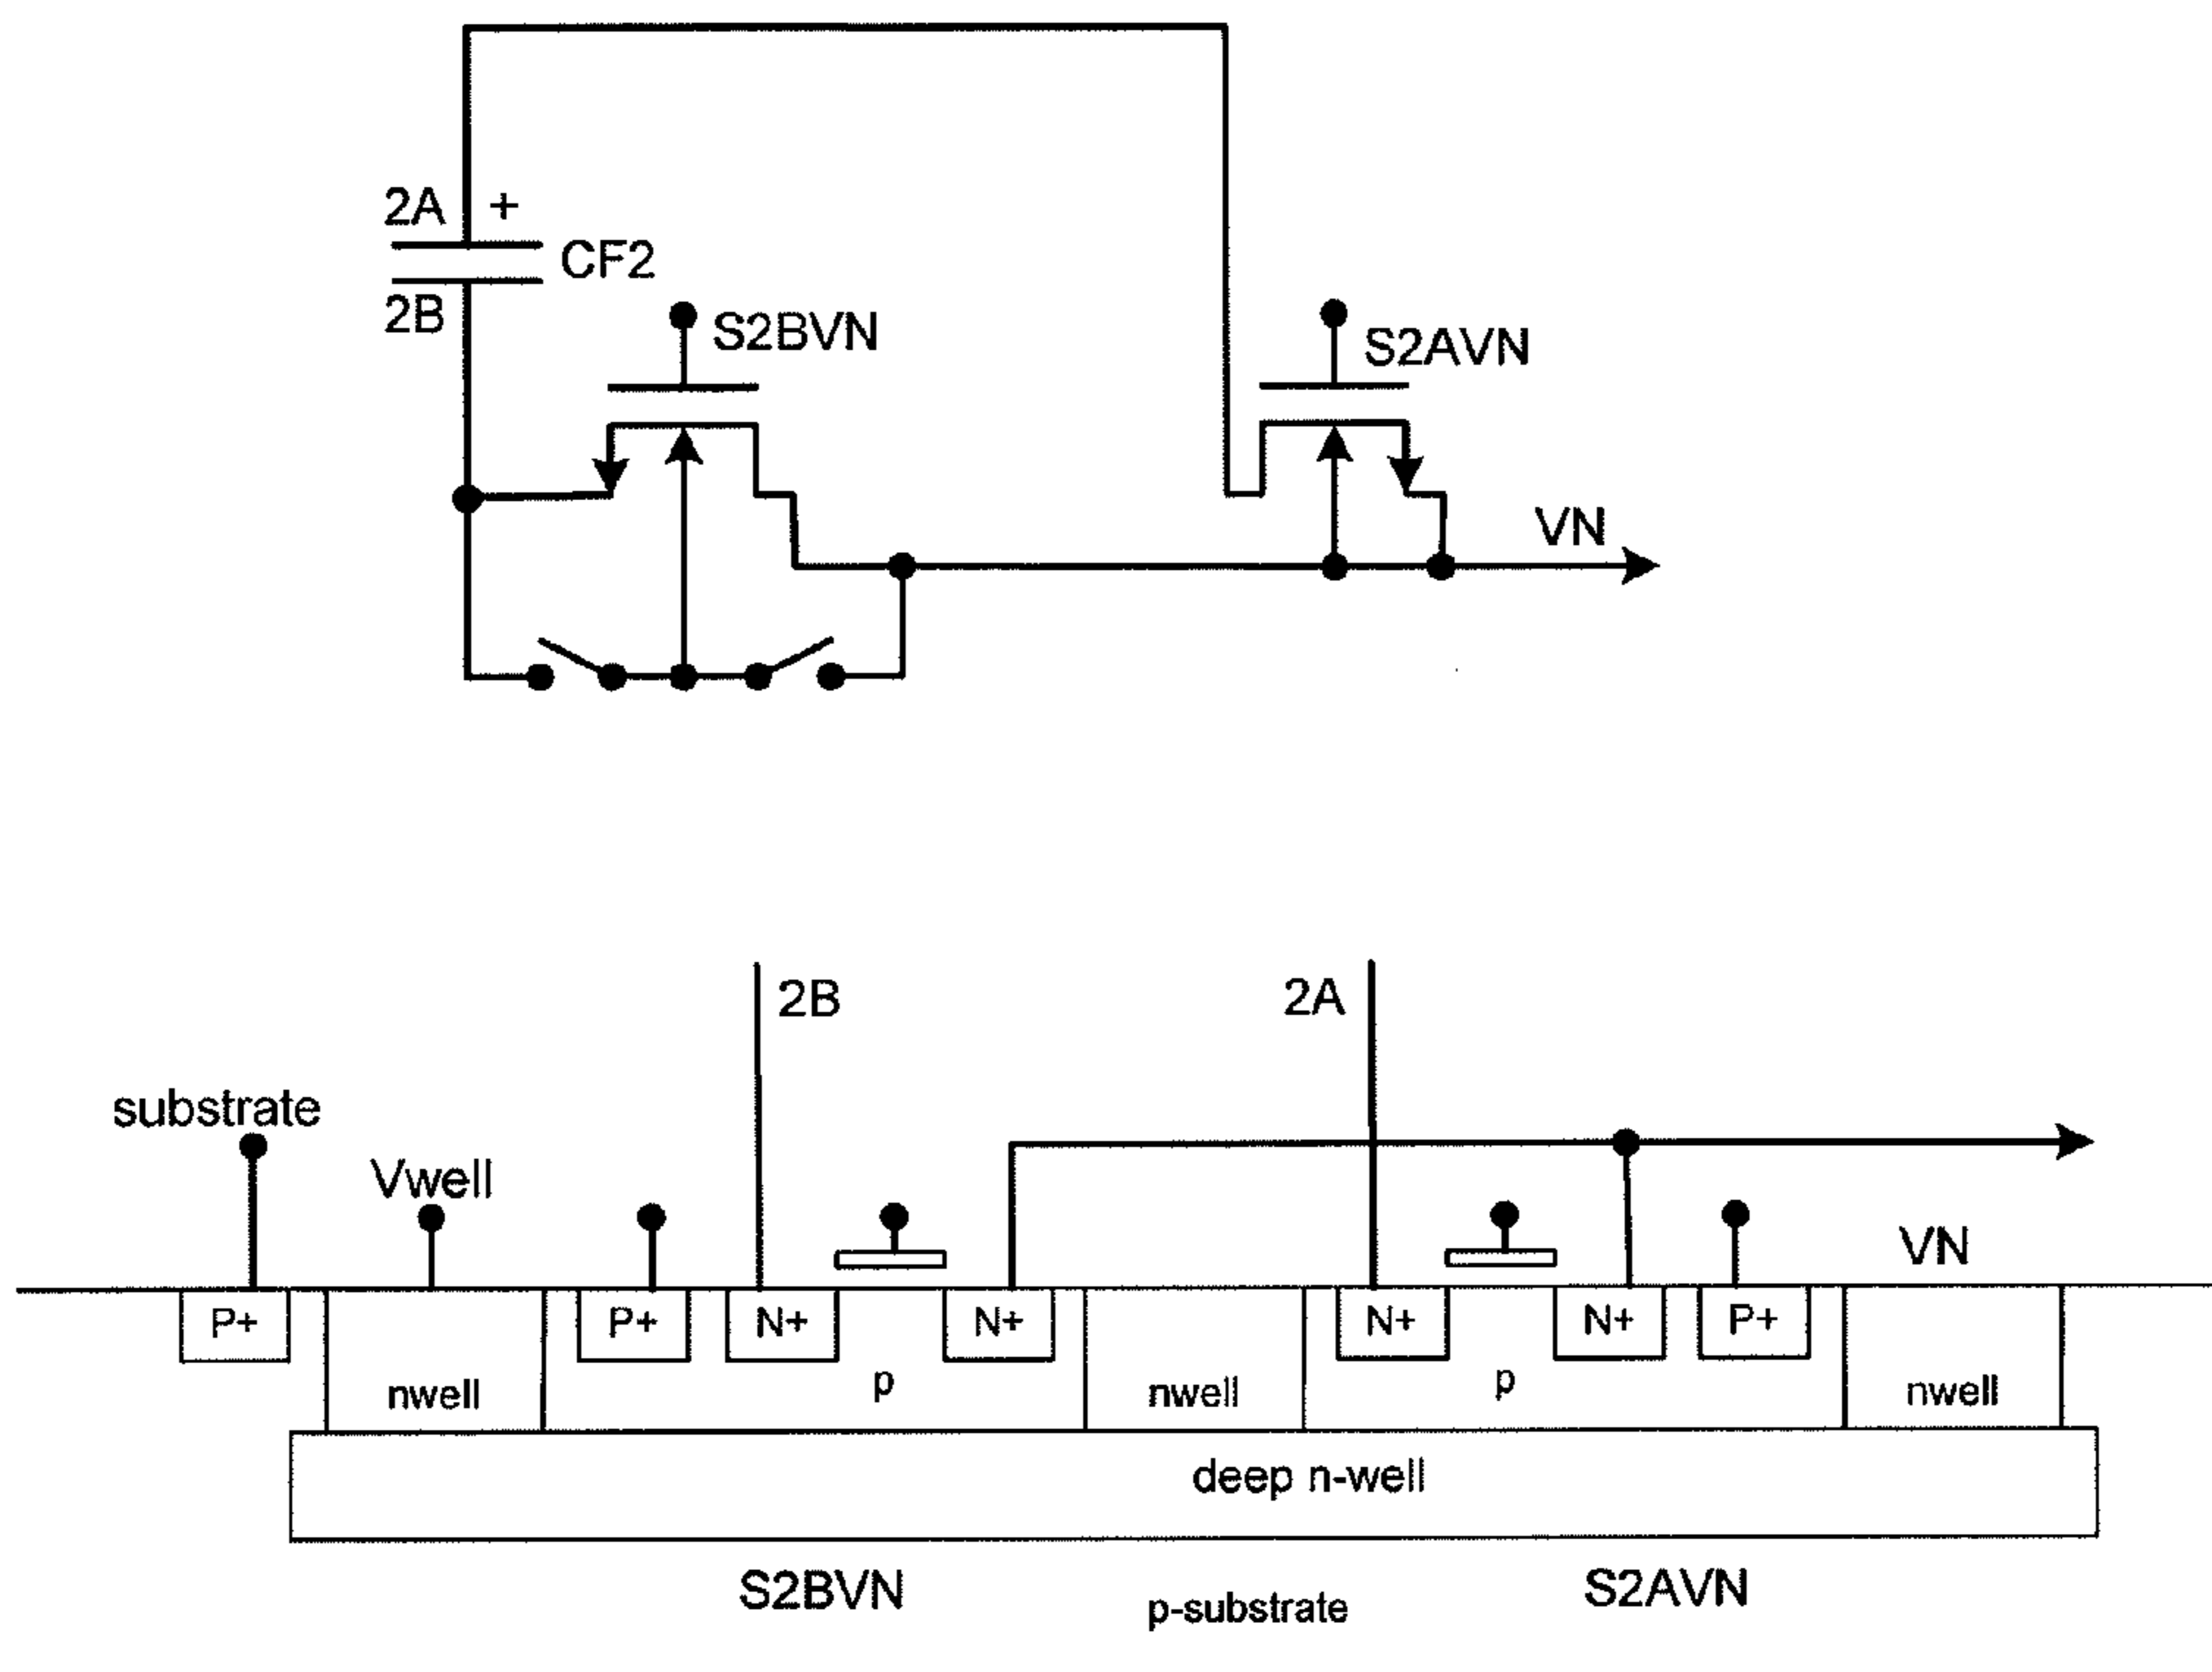 2A +
CF2
2B
S2BVN
S2AVN
VN
2B
2A
substrate
Vwell
VN
P+
P+
N+
N+
N+
N+
P+
nwell
p
nwell
p
nwell
deep n-well
S2BVN
p-substrate
S2AVN